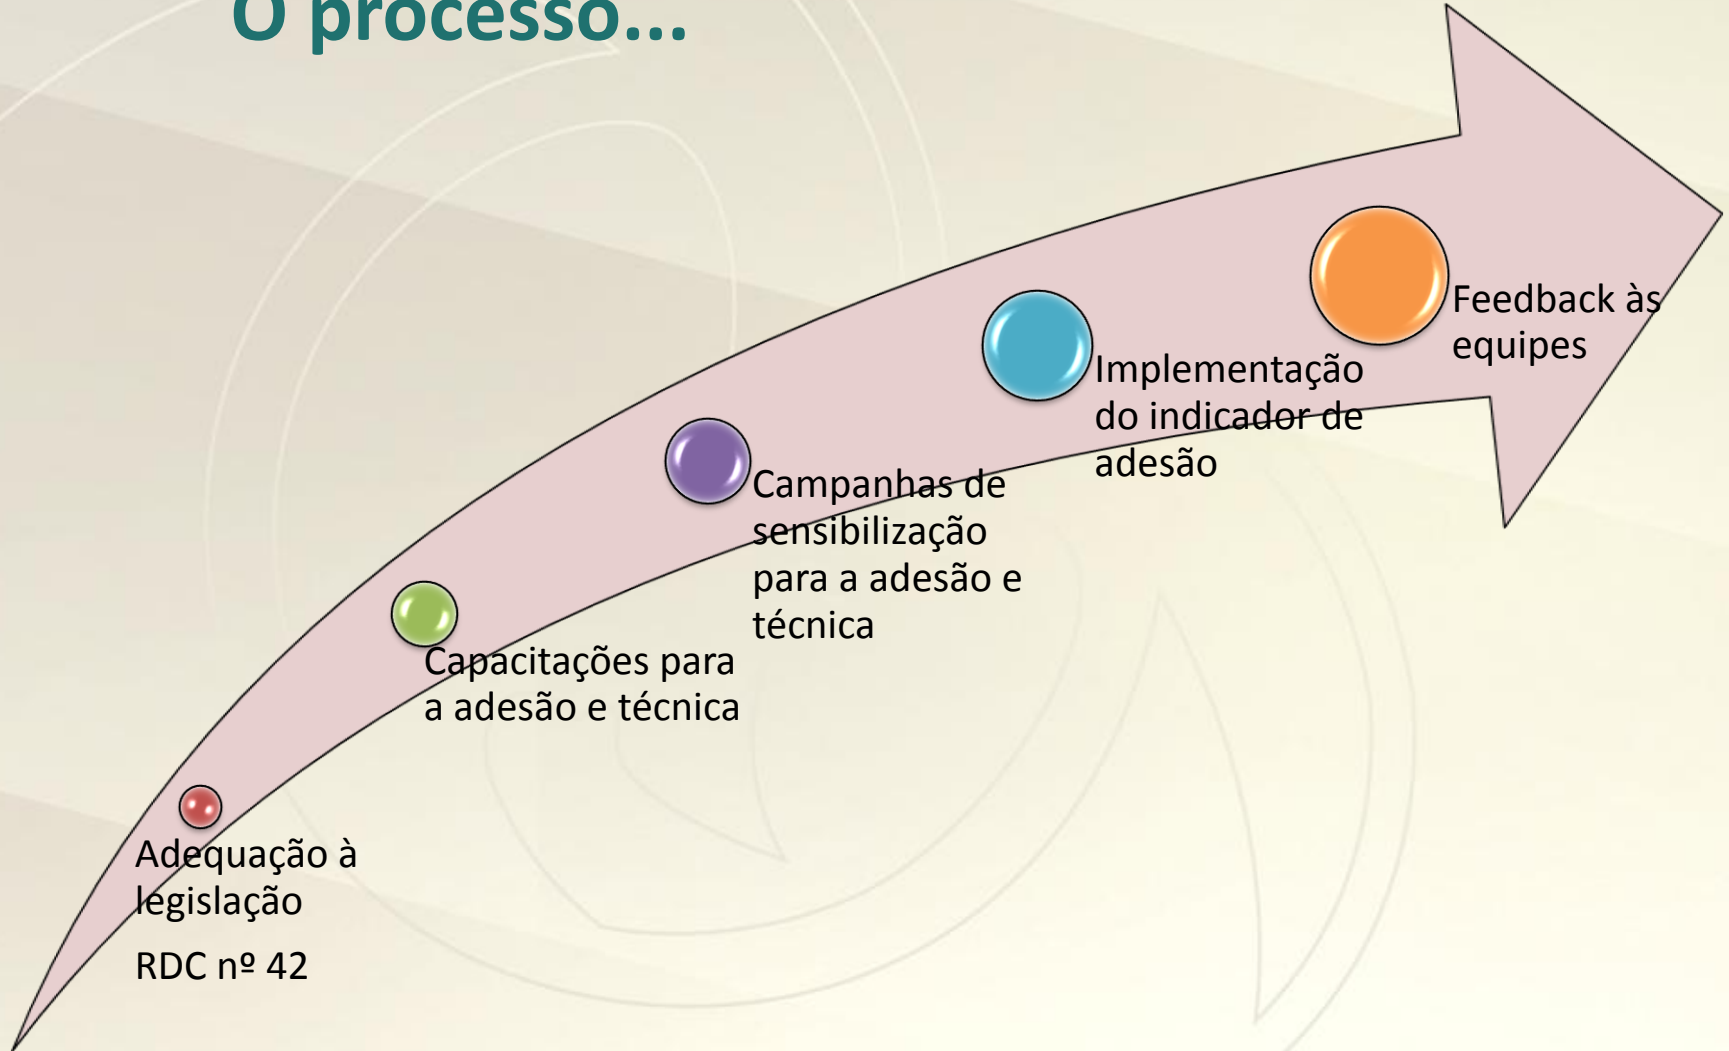 O processo...
Adequação à
legislação
RDC nº 42
Capacitações para
a adesão e técnica
Campanhas de
sensibilização
para a adesão e
técnica
Implementação
do indicador de
adesão
Feedback às
equipes